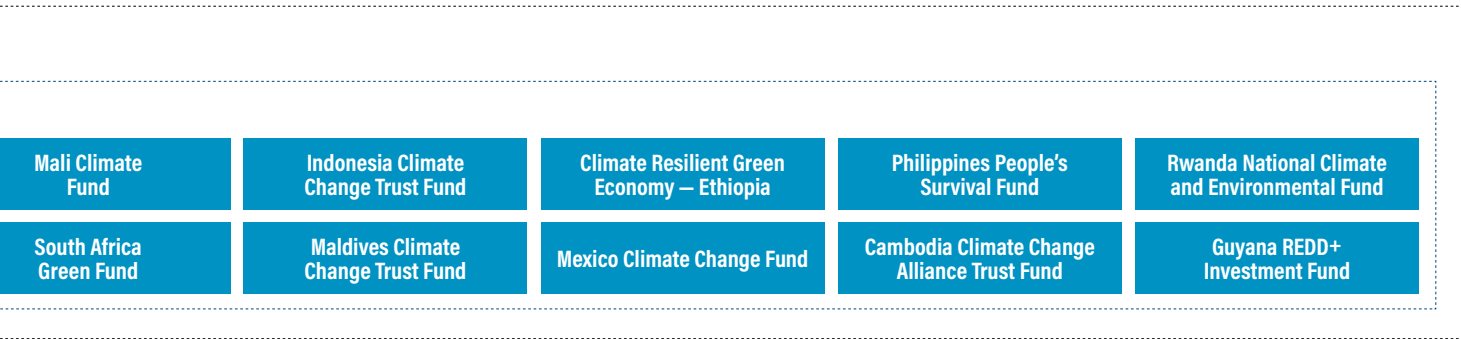 Mali Climate
Fund
Indonesia Climate
Change Trust Fund
Climate Resilient Green
Economy — Ethiopia
Philippines People’s
Survival Fund
Rwanda National Climate
and Environmental Fund
South Africa
Green Fund
Maldives Climate
Change Trust Fund
Mexico Climate Change Fund
Cambodia Climate Change
Alliance Trust Fund
Guyana REDD+
Investment Fund